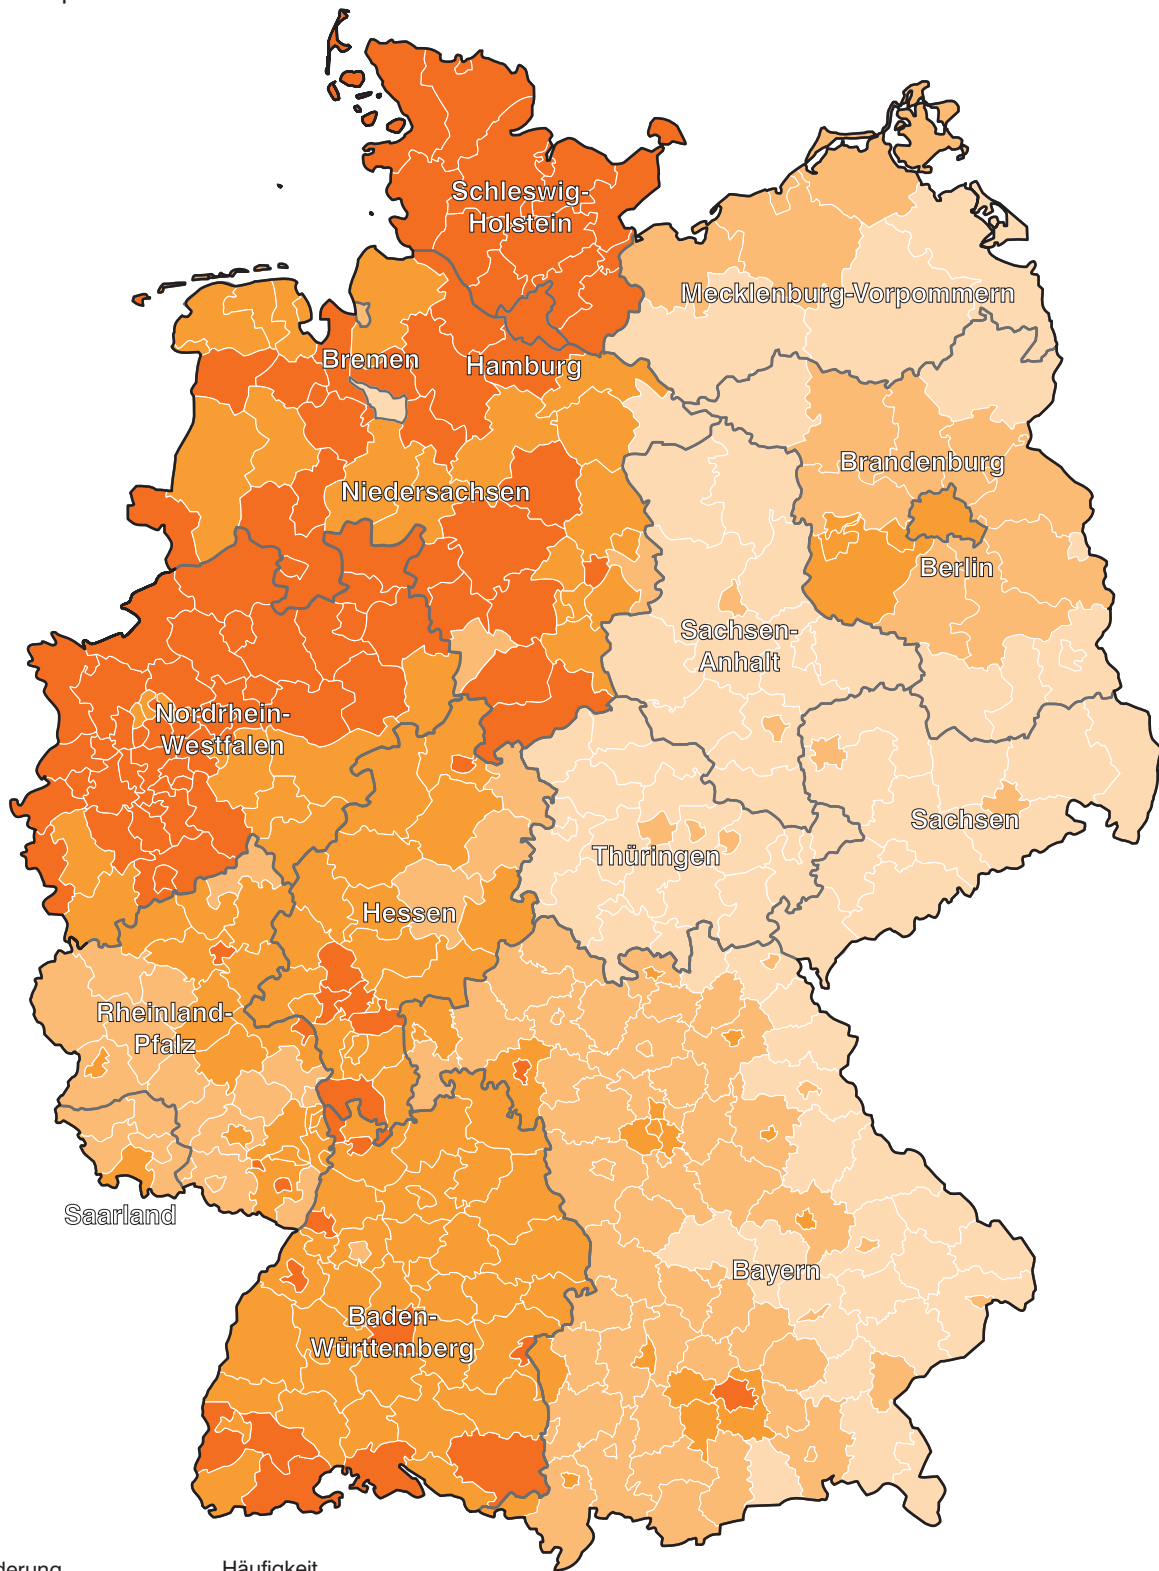 Schleswig-
Holstein
Mecklenburg-Vorpommern
Bremen
Hamburg
Brandenburg
Niedersachsen
Berlin
Sachsen-
Anhalt
Nordrhein-
Westfalen
Sachsen
Thüringen
Hessen
Rheinland-
Pfalz
Saarland
Bayern
Baden-
Württemberg
derung
Häufigkeit